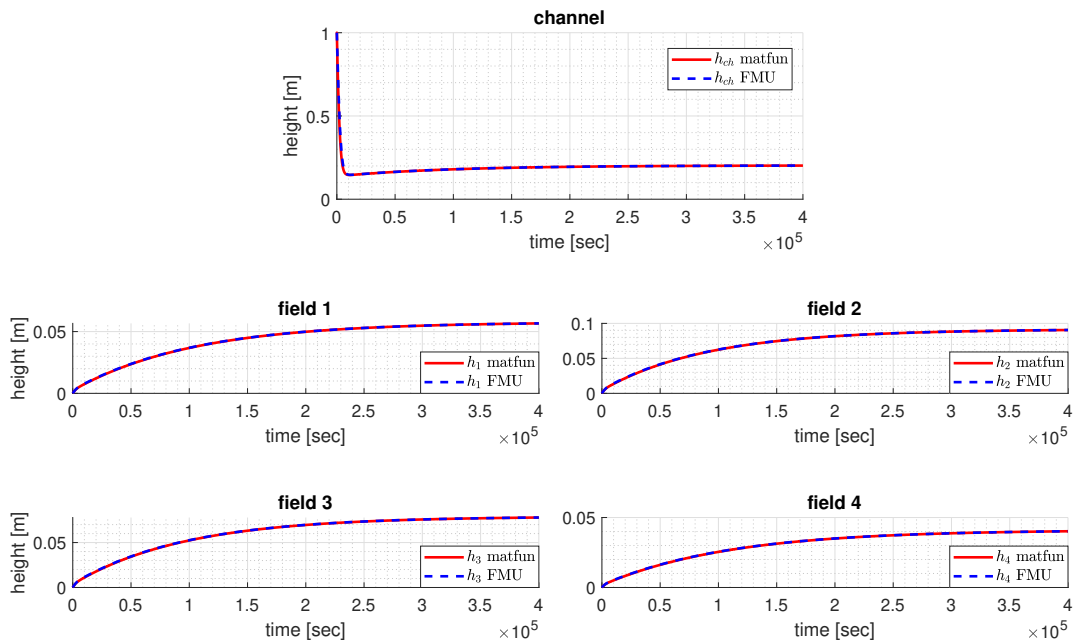 channel
1
0.5
0
height [m]
h_ch matfun
h_ch FMU
0 0.5 1 1.5 2 2.5 3 3.5 4
time [sec]
×10^5
field 1
0.05
0
height [m]
h_1 matfun
h_1 FMU
0 0.5 1 1.5 2 2.5 3 3.5 4
time [sec]
×10^5
field 2
0.1
0.05
0
h_2 matfun
h_2 FMU
0 0.5 1 1.5 2 2.5 3 3.5 4
time [sec]
×10^5
field 3
0.05
0
height [m]
h_3 matfun
h_3 FMU
0 0.5 1 1.5 2 2.5 3 3.5 4
time [sec]
×10^5
field 4
0.05
0
h_4 matfun
h_4 FMU
0 0.5 1 1.5 2 2.5 3 3.5 4
time [sec]
×10^5